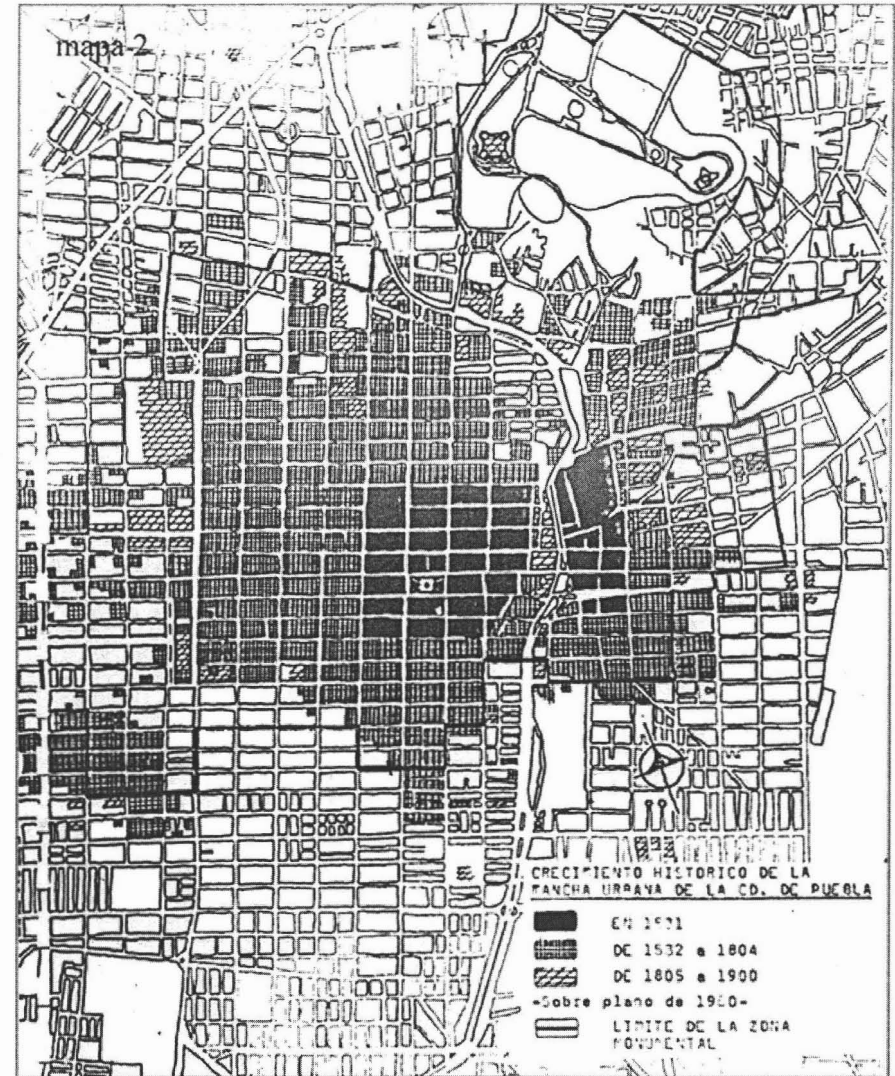 mapa 2
CRECIMIENTO HISTORICO DE LA
MANCHA URBANA DE LA CD. DE PUEBLA
EN 1531
DE 1532 a 1804
DE 1805 a 1900
-Sobre plano de 1980-
LIMITE DE LA ZONA
MONUMENTAL